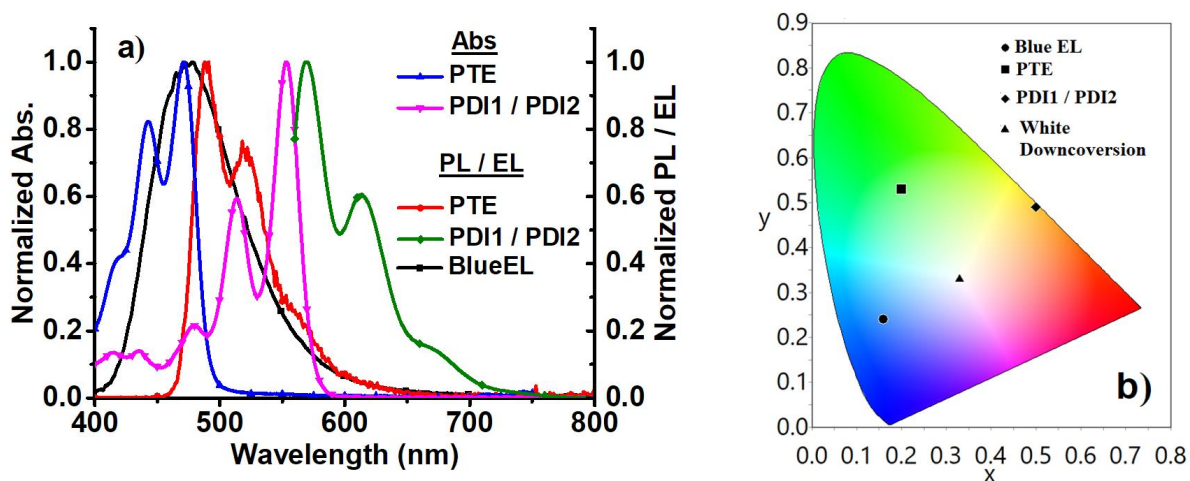 a)
Abs
PTE
PDI1 / PDI2
PL / EL
PTE
PDI1 / PDI2
BlueEL
Normalized Abs.
1.0
0.8
0.6
0.4
0.2
0.0
400
500
600
700
800
Wavelength (nm)
1.0
0.8
0.6
0.4
0.2
0.0
Normalized PL / EL
0.9
0.8
0.7
0.6
0.5
0.4
0.3
0.2
0.1
0.0
y
Blue EL
PTE
PDI1 / PDI2
White
Downcoversion
b)
0.0
0.1
0.2
0.3
0.4
0.5
0.6
0.7
0.8
x